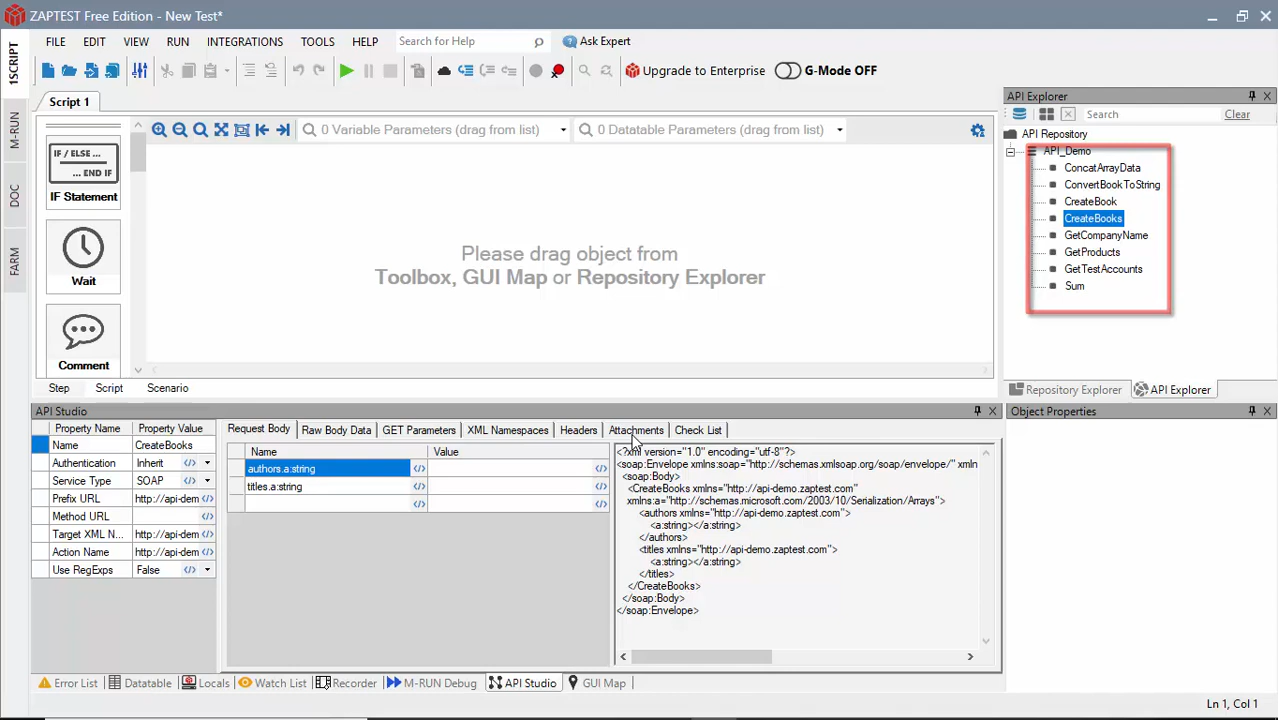 ZAPTEST Free Edition - New Test*
FILE EDIT VIEW RUN INTEGRATIONS TOOLS HELP Search for Help Ask Expert
Upgrade to Enterprise G-Mode OFF
1SCRIPT
M-RUN
DOC
FARM
Script 1
0 Variable Parameters (drag from list) 0 Datatable Parameters (drag from list)
IF / ELSE ...
... END IF
IF Statement
Wait
Comment
Please drag object from
Toolbox, GUI Map or Repository Explorer
Step Script Scenario
API Explorer
Search Clear
API Repository
API_Demo
ConcatArrayData
ConvertBookToString
CreateBook
CreateBooks
GetCompanyName
GetProducts
GetTestAccounts
Sum
Repository Explorer API Explorer
API Studio
Property Name Property Value
Name CreateBooks
Authentication Inherit
Service Type SOAP
Prefix URL http://api-dem
Method URL
Target XML N... http://api-dem
Action Name http://api-dem
Use RegExps False
Request Body Raw Body Data GET Parameters XML Namespaces Headers Attachments Check List
Name Value
authors.a:string
titles.a:string
<?xml version="1.0" encoding="utf-8"?>
<soap:Envelope xmlns:soap="http://schemas.xmlsoap.org/soap/envelope/" xmln
<soap:Body>
<CreateBooks xmlns="http://api-demo.zaptest.com"
xmlns:a="http://schemas.microsoft.com/2003/10/Serialization/Arrays">
<authors xmlns="http://api-demo.zaptest.com">
<a:string></a:string>
</authors>
<titles xmlns="http://api-demo.zaptest.com">
<a:string></a:string>
</titles>
</CreateBooks>
</soap:Body>
</soap:Envelope>
Object Properties
Error List Datatable Locals Watch List Recorder M-RUN Debug API Studio GUI Map
Ln 1, Col 1